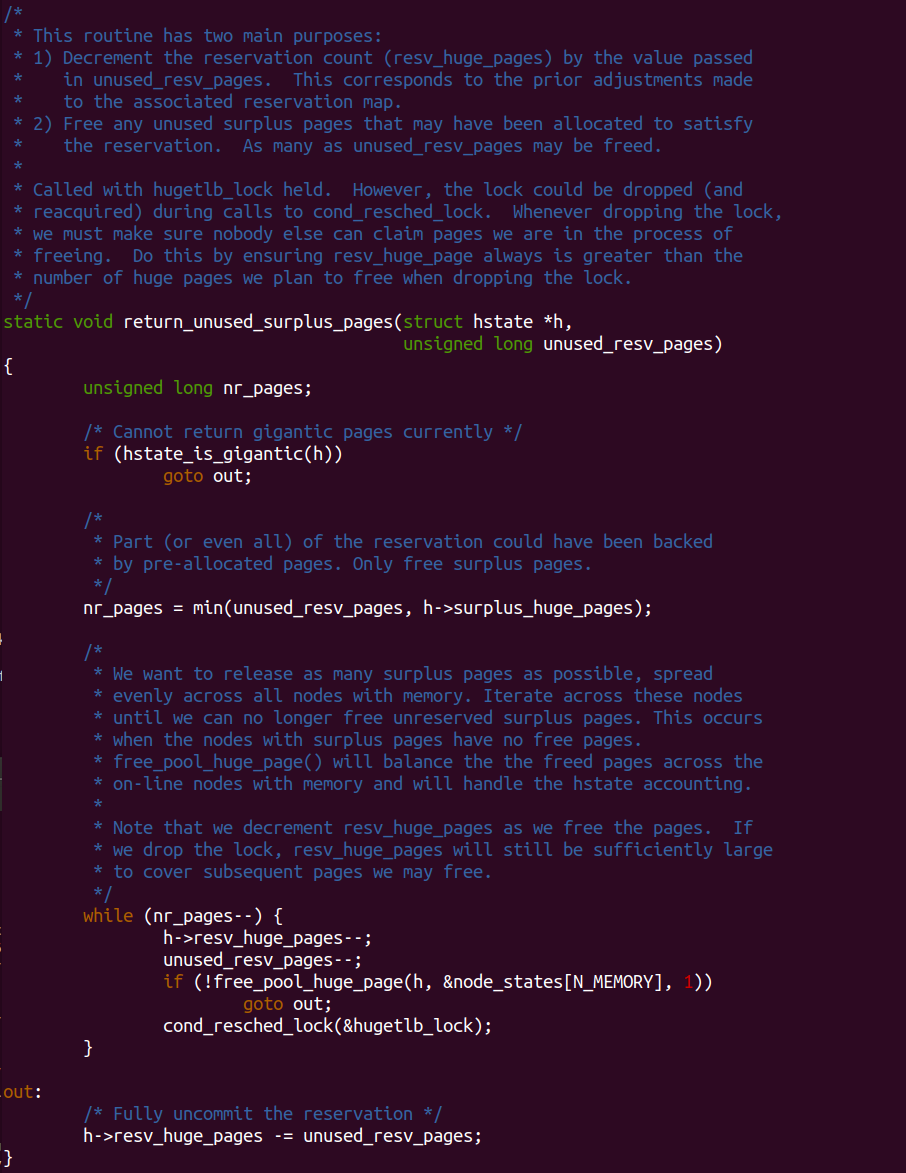 /*
 * This routine has two main purposes:
 * 1) Decrement the reservation count (resv_huge_pages) by the value passed
 *    in unused_resv_pages.  This corresponds to the prior adjustments made
 *    to the associated reservation map.
 * 2) Free any unused surplus pages that may have been allocated to satisfy
 *    the reservation.  As many as unused_resv_pages may be freed.
 *
 * Called with hugetlb_lock held.  However, the lock could be dropped (and
 * reacquired) during calls to cond_resched_lock.  Whenever dropping the lock,
 * we must make sure nobody else can claim pages we are in the process of
 * freeing.  Do this by ensuring resv_huge_page always is greater than the
 * number of huge pages we plan to free when dropping the lock.
 */
static void return_unused_surplus_pages(struct hstate *h,
                                        unsigned long unused_resv_pages)
{
        unsigned long nr_pages;

        /* Cannot return gigantic pages currently */
        if (hstate_is_gigantic(h))
                goto out;

        /*
         * Part (or even all) of the reservation could have been backed
         * by pre-allocated pages. Only free surplus pages.
         */
        nr_pages = min(unused_resv_pages, h->surplus_huge_pages);

        /*
         * We want to release as many surplus pages as possible, spread
         * evenly across all nodes with memory. Iterate across these nodes
         * until we can no longer free unreserved surplus pages. This occurs
         * when the nodes with surplus pages have no free pages.
         * free_pool_huge_page() will balance the the freed pages across the
         * on-line nodes with memory and will handle the hstate accounting.
         *
         * Note that we decrement resv_huge_pages as we free the pages.  If
         * we drop the lock, resv_huge_pages will still be sufficiently large
         * to cover subsequent pages we may free.
         */
        while (nr_pages--) {
                h->resv_huge_pages--;
                unused_resv_pages--;
                if (!free_pool_huge_page(h, &node_states[N_MEMORY], 1))
                        goto out;
                cond_resched_lock(&hugetlb_lock);
        }

out:
        /* Fully uncommit the reservation */
        h->resv_huge_pages -= unused_resv_pages;
}